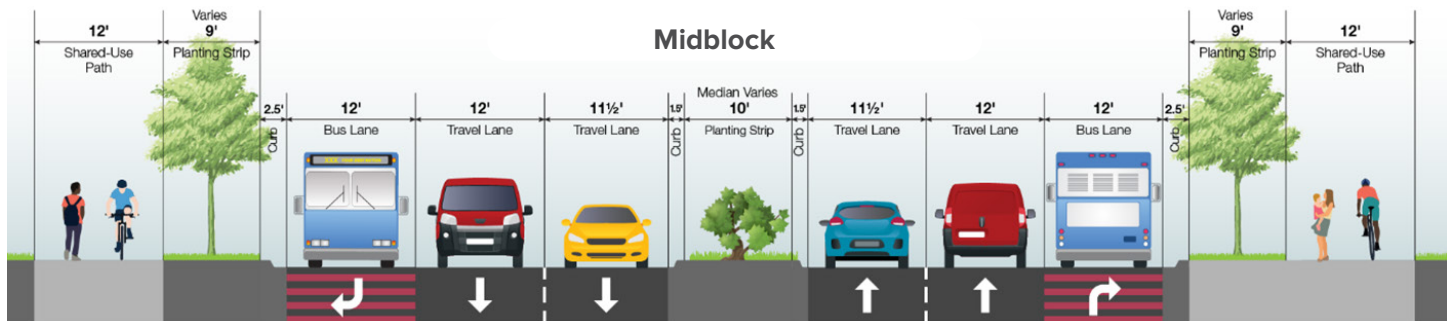 Midblock
Varies
12'
9'
Shared-Use
Path
Planting Strip
2.5'
Curb
12'
Bus Lane
12'
Travel Lane
11½'
Travel Lane
1.5'
Curb
Median Varies
10'
Planting Strip
1.5'
Curb
11½'
Travel Lane
12'
Travel Lane
12'
Bus Lane
2.5'
Curb
Varies
9'
Planting Strip
12'
Shared-Use
Path